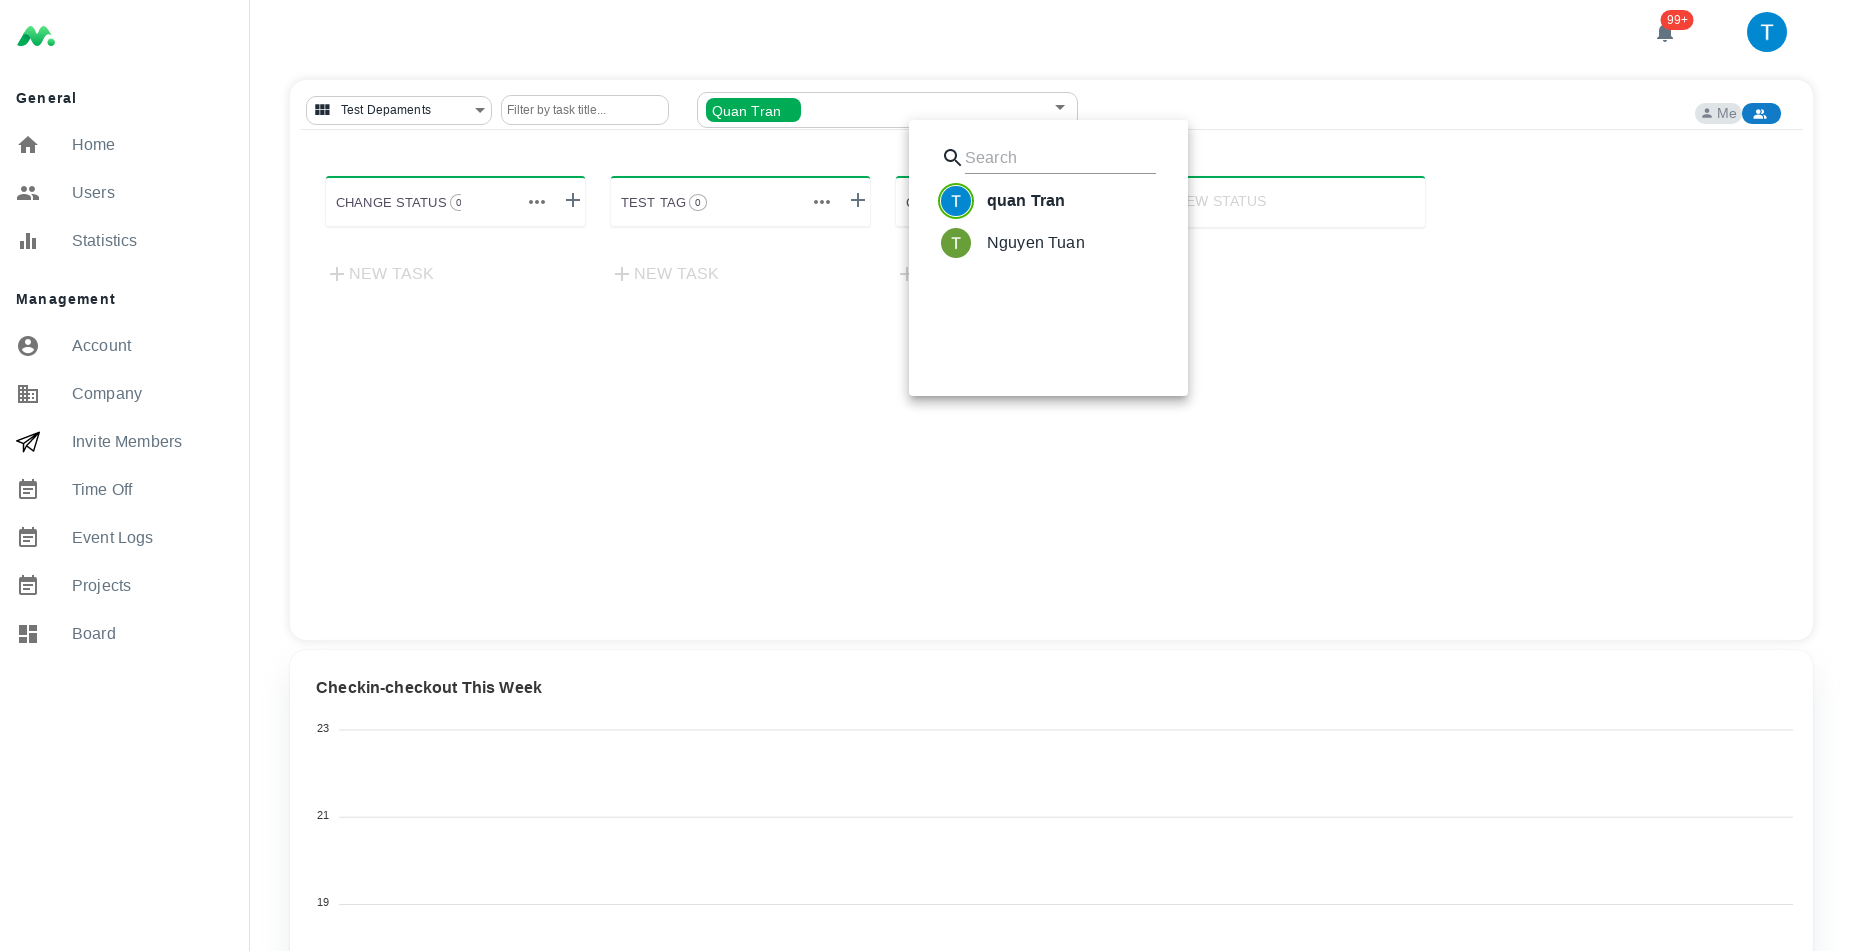 General
Home
Users
Statistics
Management
Account
Company
Invite Members
Time Off
Event Logs
Projects
Board
99+
T
Test Depaments
Filter by task title...
Quan Tran
Me
CHANGE STATUS 0
TEST TAG 0
EW STATUS
NEW TASK
NEW TASK
Search
T quan Tran
T Nguyen Tuan
Checkin-checkout This Week
23
21
19